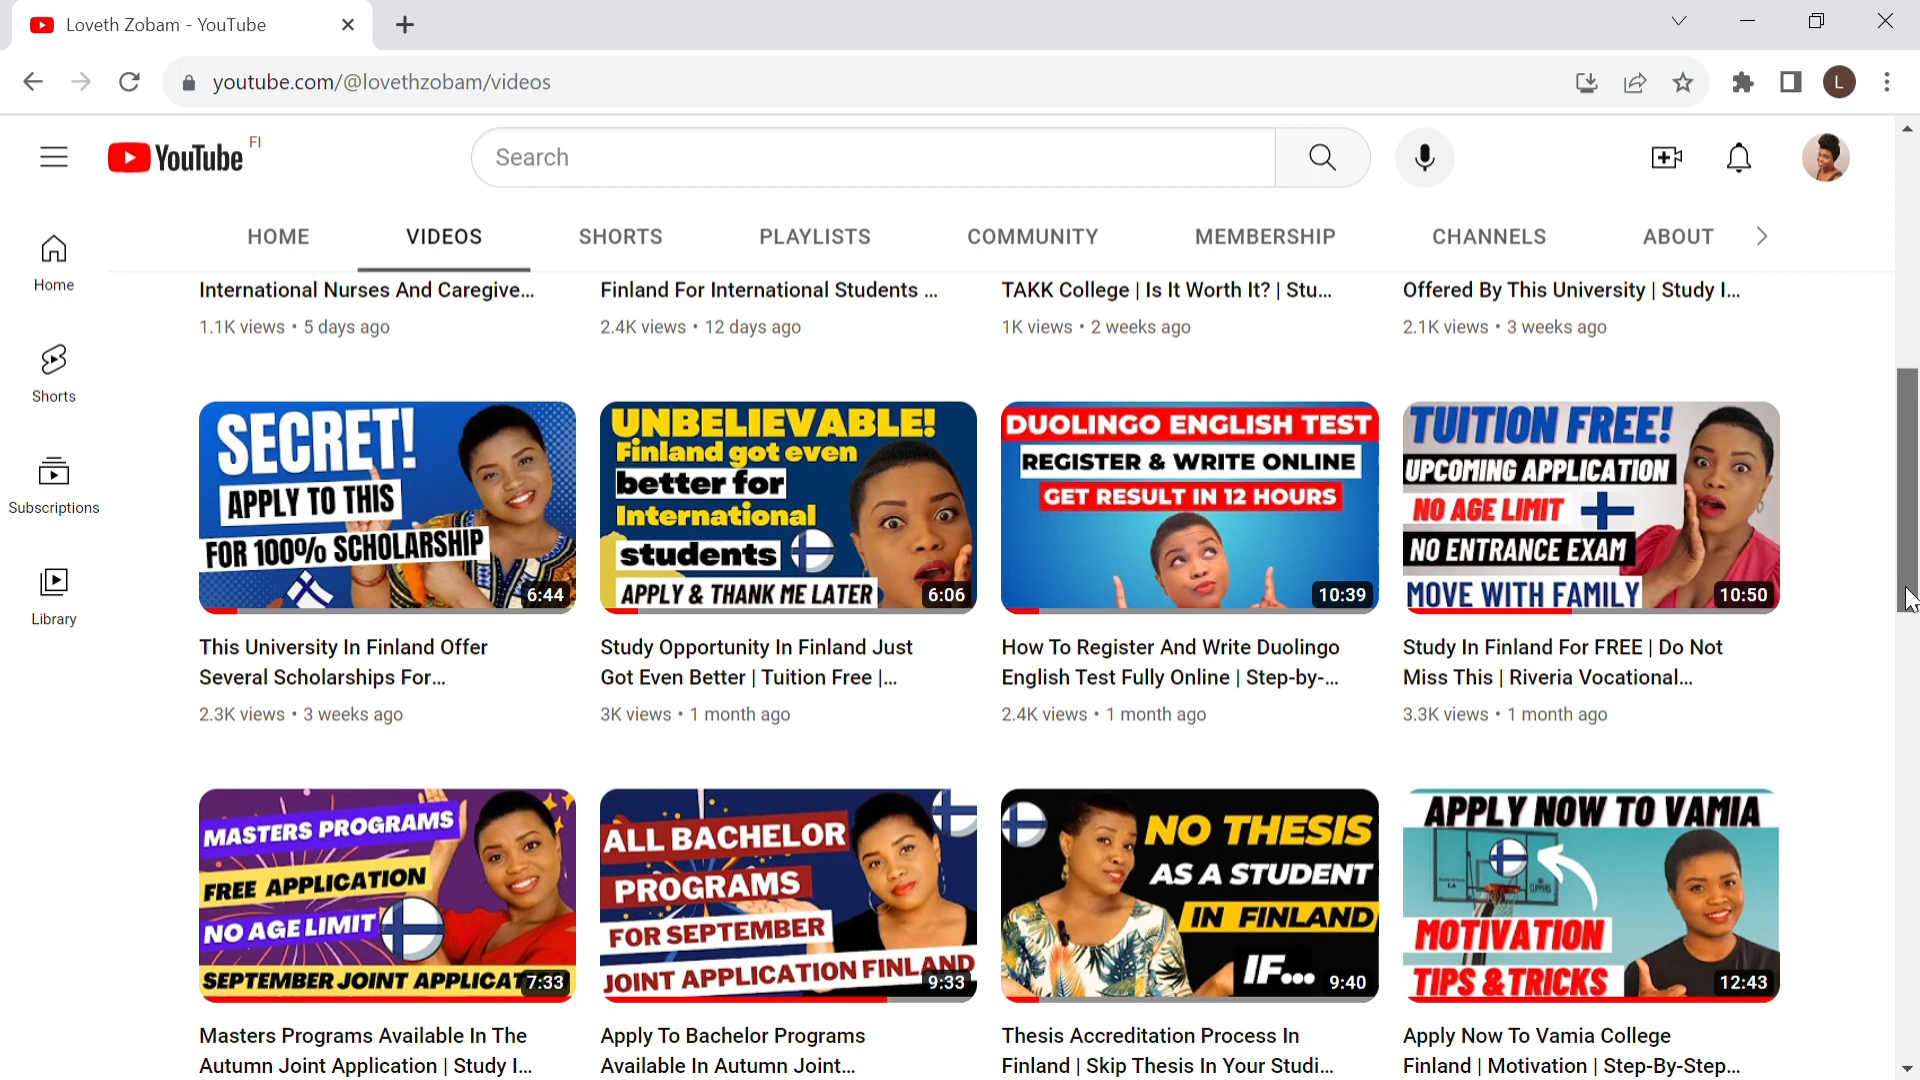 Loveth Zobam - YouTube
youtube.com/@lovethzobam/videos
L
YouTube FI
Search
HOME VIDEOS SHORTS PLAYLISTS COMMUNITY MEMBERSHIP CHANNELS ABOUT
Home
Shorts
Subscriptions
Library
International Nurses And Caregive...
1.1K views • 5 days ago
Finland For International Students ...
2.4K views • 12 days ago
TAKK College | Is It Worth It? | Stu...
1K views • 2 weeks ago
Offered By This University | Study I...
2.1K views • 3 weeks ago
SECRET!
APPLY TO THIS
FOR 100% SCHOLARSHIP
6:44
This University In Finland Offer
Several Scholarships For...
2.3K views • 3 weeks ago
UNBELIEVABLE!
Finland got even
better for
International
students
APPLY & THANK ME LATER
6:06
Study Opportunity In Finland Just
Got Even Better | Tuition Free |...
3K views • 1 month ago
DUOLINGO ENGLISH TEST
REGISTER & WRITE ONLINE
GET RESULT IN 12 HOURS
10:39
How To Register And Write Duolingo
English Test Fully Online | Step-by-...
2.4K views • 1 month ago
TUITION FREE!
UPCOMING APPLICATION
NO AGE LIMIT
NO ENTRANCE EXAM
MOVE WITH FAMILY
10:50
Study In Finland For FREE | Do Not
Miss This | Riveria Vocational...
3.3K views • 1 month ago
MASTERS PROGRAMS
FREE APPLICATION
NO AGE LIMIT
SEPTEMBER JOINT APPLICAT
7:33
Masters Programs Available In The
Autumn Joint Application | Study I...
ALL BACHELOR
PROGRAMS
FOR SEPTEMBER
JOINT APPLICATION FINLAND
9:33
Apply To Bachelor Programs
Available In Autumn Joint...
NO THESIS
AS A STUDENT
IN FINLAND
IF...
9:40
Thesis Accreditation Process In
Finland | Skip Thesis In Your Studi...
APPLY NOW TO VAMIA
LA
CLIPPERS
MOTIVATION
TIPS & TRICKS
12:43
Apply Now To Vamia College
Finland | Motivation | Step-By-Step...